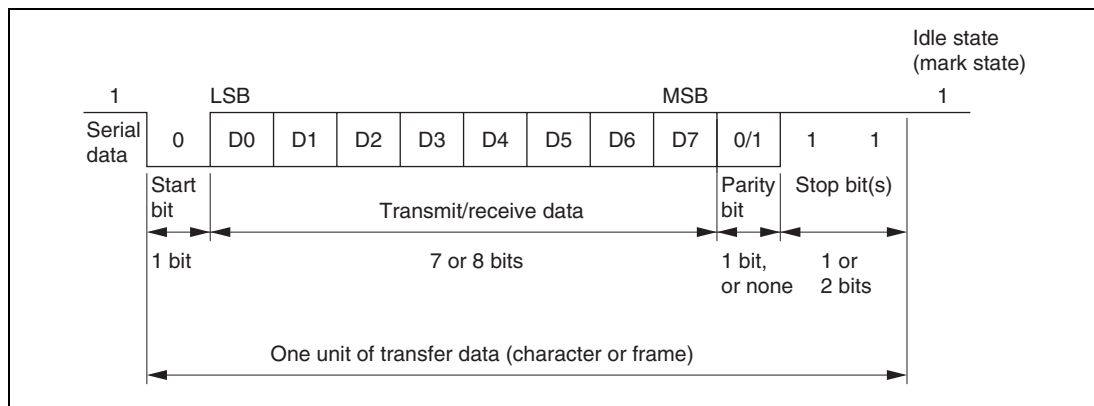 Idle state
(mark state)
1 LSB MSB 1
Serial
data
0 D0 D1 D2 D3 D4 D5 D6 D7 0/1 1 1
Start
bit
Transmit/receive data
Parity
bit
Stop bit(s)
1 bit
7 or 8 bits
1 bit,
or none
1 or
2 bits
One unit of transfer data (character or frame)